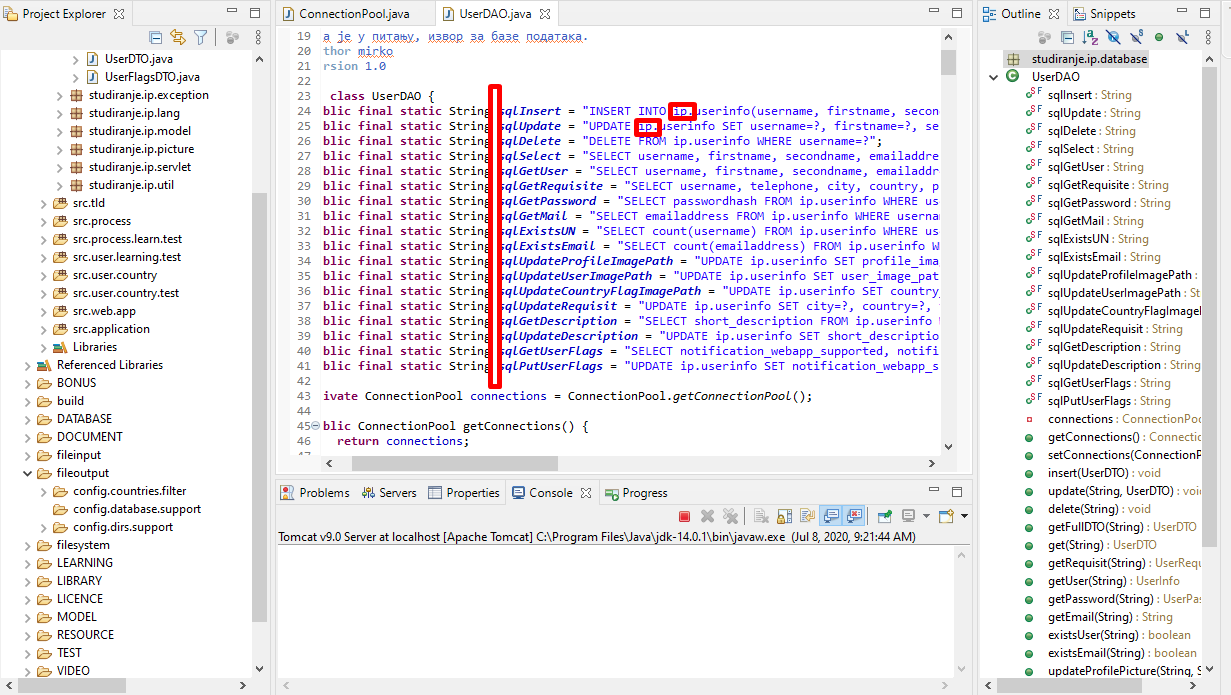 Project Explorer
UserDTO.java
UserFlagsDTO.java
studiranje.ip.exception
studiranje.ip.lang
studiranje.ip.model
studiranje.ip.picture
studiranje.ip.servlet
studiranje.ip.util
src.tld
src.process
src.process.learn.test
src.user.learning.test
src.user.country
src.user.country.test
src.web.app
src.application
Libraries
Referenced Libraries
BONUS
build
DATABASE
DOCUMENT
fileinput
fileoutput
config.countries.filter
config.database.support
config.dirs.support
filesystem
LEARNING
LIBRARY
LICENCE
MODEL
RESOURCE
TEST
VIDEO
ConnectionPool.java
UserDAO.java
19 а је у питању, извор за базе података.
20 thor mirko
21 rsion 1.0
22
23 class UserDAO {
24 blic final static String sqlInsert = "INSERT INTO ip.userinfo(username, firstname, secon
25 blic final static String sqlUpdate = "UPDATE ip.userinfo SET username=?, firstname=?, se
26 blic final static String sqlDelete = "DELETE FROM ip.userinfo WHERE username=?";
27 blic final static String sqlSelect = "SELECT username, firstname, secondname, emailaddre
28 blic final static String sqlGetUser = "SELECT username, firstname, secondname, emailaddr
29 blic final static String sqlGetRequisite = "SELECT username, telephone, city, country, p
30 blic final static String sqlGetPassword = "SELECT passwordhash FROM ip.userinfo WHERE us
31 blic final static String sqlGetMail = "SELECT emailaddress FROM ip.userinfo WHERE userna
32 blic final static String sqlExistsUN = "SELECT count(username) FROM ip.userinfo WHERE us
33 blic final static String sqlExistsEmail = "SELECT count(emailaddress) FROM ip.userinfo W
34 blic final static String sqlUpdateProfileImagePath = "UPDATE ip.userinfo SET profile_ima
35 blic final static String sqlUpdateUserImagePath = "UPDATE ip.userinfo SET user_image_pat
36 blic final static String sqlUpdateCountryFlagImagePath = "UPDATE ip.userinfo SET country_
37 blic final static String sqlUpdateRequisit = "UPDATE ip.userinfo SET city=?, country=?,
38 blic final static String sqlGetDescription = "SELECT short_description FROM ip.userinfo
39 blic final static String sqlUpdateDescription = "UPDATE ip.userinfo SET short_descriptio
40 blic final static String sqlGetUserFlags = "SELECT notification_webapp_supported, notifi
41 blic final static String sqlPutUserFlags = "UPDATE ip.userinfo SET notification_webapp_s
42
43 ivate ConnectionPool connections = ConnectionPool.getConnectionPool();
44
45 blic ConnectionPool getConnections() {
46 return connections;
Problems
Servers
Properties
Console
Progress
Tomcat v9.0 Server at localhost [Apache Tomcat] C:\Program Files\Java\jdk-14.0.1\bin\javaw.exe (Jul 8, 2020, 9:21:44 AM)
Outline
Snippets
studiranje.ip.database
UserDAO
sqlInsert : String
sqlUpdate : String
sqlDelete : String
sqlSelect : String
sqlGetUser : String
sqlGetRequisite : String
sqlGetPassword : String
sqlGetMail : String
sqlExistsUN : String
sqlExistsEmail : String
sqlUpdateProfileImagePath :
sqlUpdateUserImagePath : St
sqlUpdateCountryFlagImagel
sqlUpdateRequisit : String
sqlGetDescription : String
sqlUpdateDescription : String
sqlGetUserFlags : String
sqlPutUserFlags : String
connections : ConnectionPoo
getConnections() : Connectio
setConnections(ConnectionP
insert(UserDTO) : void
update(String, UserDTO) : voi
delete(String) : void
getFullDTO(String) : UserDTO
get(String) : UserDTO
getRequisit(String) : UserRequ
getUser(String) : UserInfo
getPassword(String) : UserPas
getEmail(String) : String
existsUser(String) : boolean
existsEmail(String) : boolean
updateProfilePicture(String, S